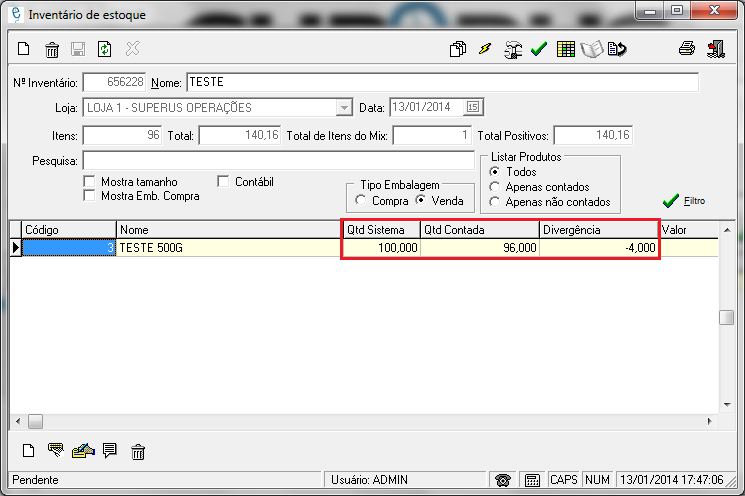 Inventário de estoque
Nº Inventário: 656228 Nome: TESTE
Loja: LOJA 1 - SUPERUS OPERAÇÕES Data: 13/01/2014 15
Itens: 96 Total: 140,16 Total de Itens do Mix: 1 Total Positivos: 140,16
Pesquisa:
Mostra tamanho Contábil
Mostra Emb. Compra
Tipo Embalagem
Compra Venda
Listar Produtos
Todos
Apenas contados
Apenas não contados
Filtro
Código Nome Qtd Sistema Qtd Contada Divergência Valor
3 TESTE 500G 100,000 96,000 -4,000
Pendente Usuário: ADMIN CAPS NUM 13/01/2014 17:47:06